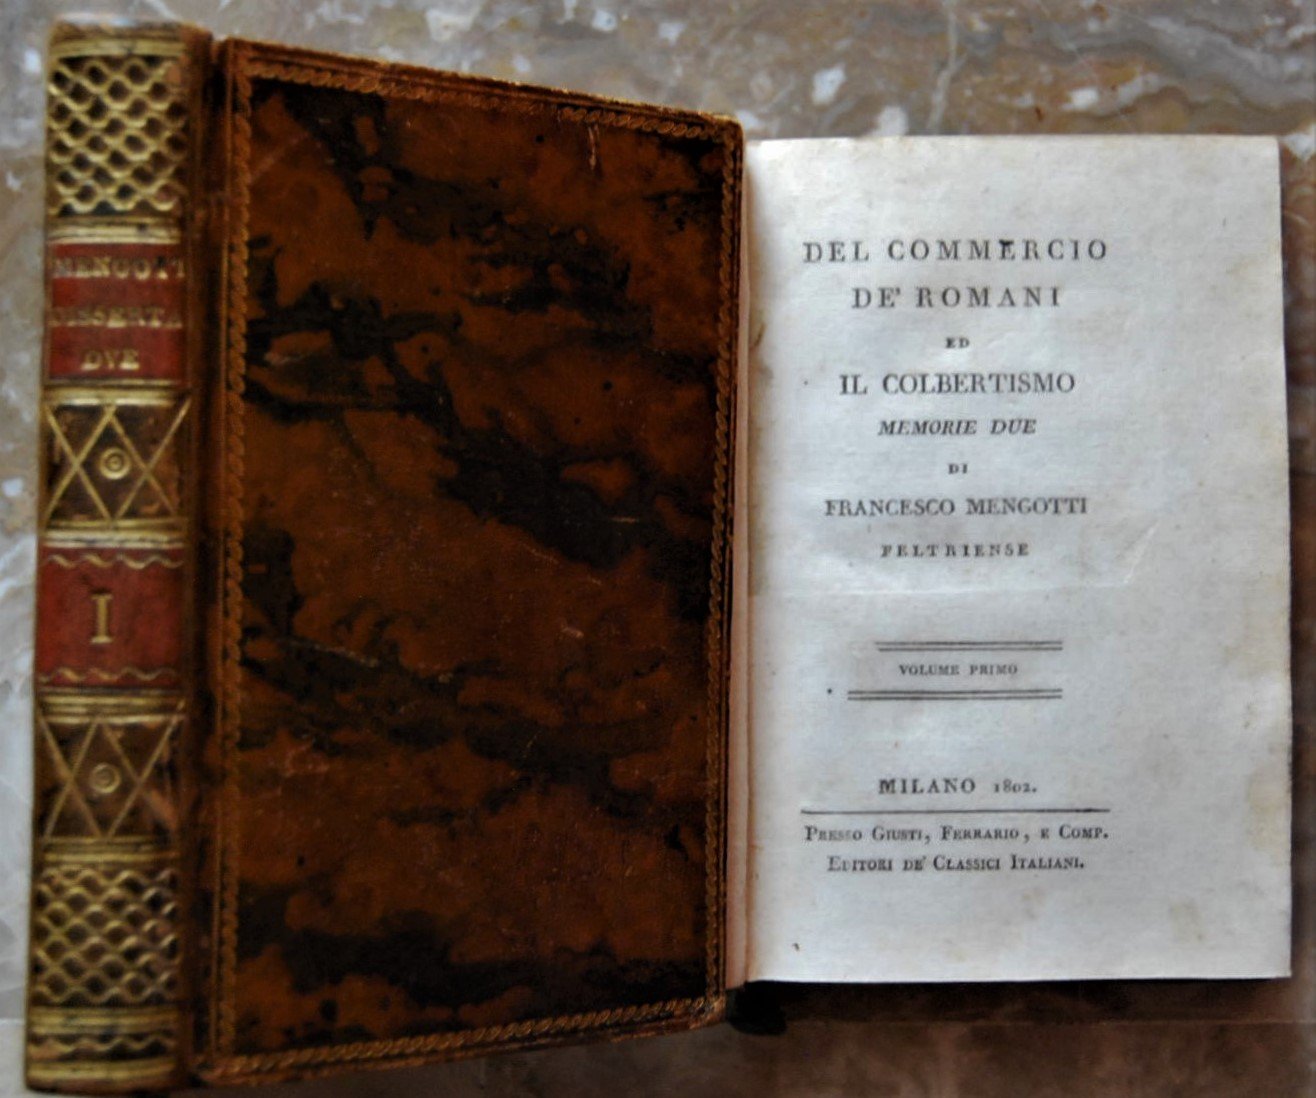 MENGOTTI
DISSERTA
DVE
I
DEL COMMERCIO
DE' ROMANI
ED
IL COLBERTISMO
MEMORIE DUE
DI
FRANCESCO MENGOTTI
FELTRIENSE
VOLUME PRIMO
MILANO 1802.
PRESSO GIUSTI, FERRARIO, E COMP.
EDITORI DE' CLASSICI ITALIANI.